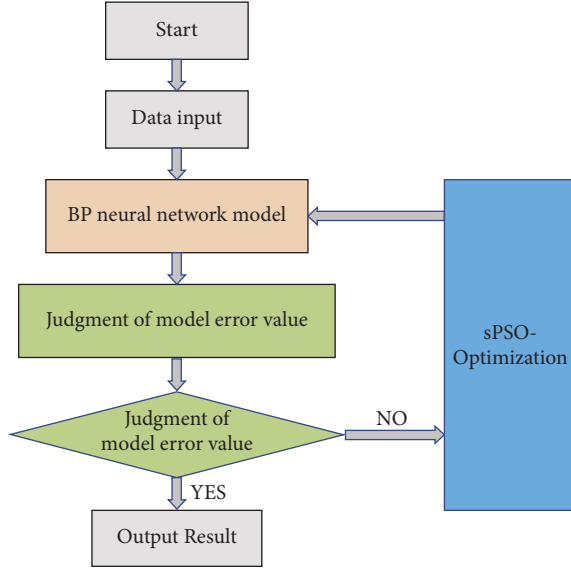 Start
Data input
BP neural network model
Judgment of model error value
sPSO-
Optimization
Judgment of
model error value
NO
YES
Output Result